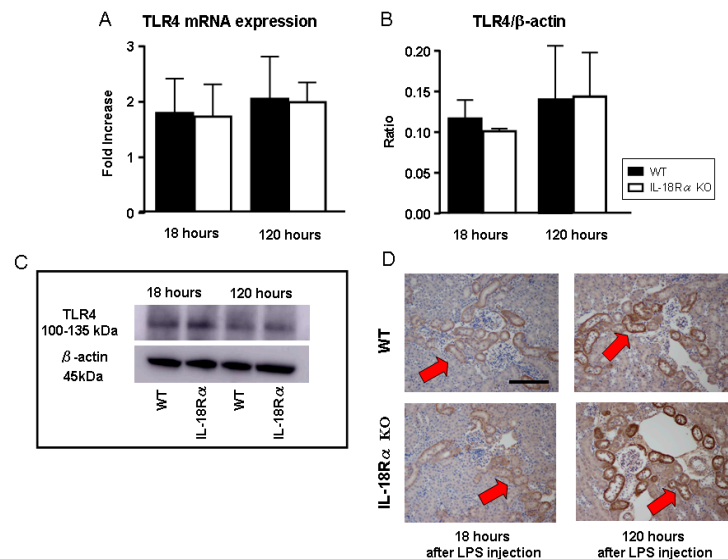 A
TLR4 mRNA expression
3
2
1
0
Fold Increase
18 hours
120 hours
B
TLR4/β-actin
0.20
0.15
0.10
0.05
0.00
Ratio
18 hours
120 hours
WT
IL-18Rα KO
C
18 hours
120 hours
TLR4
100-135 kDa
β-actin
45kDa
WT
IL-18Rα
WT
IL-18Rα
D
WT
IL-18Rα KO
18 hours
after LPS injection
120 hours
after LPS injection